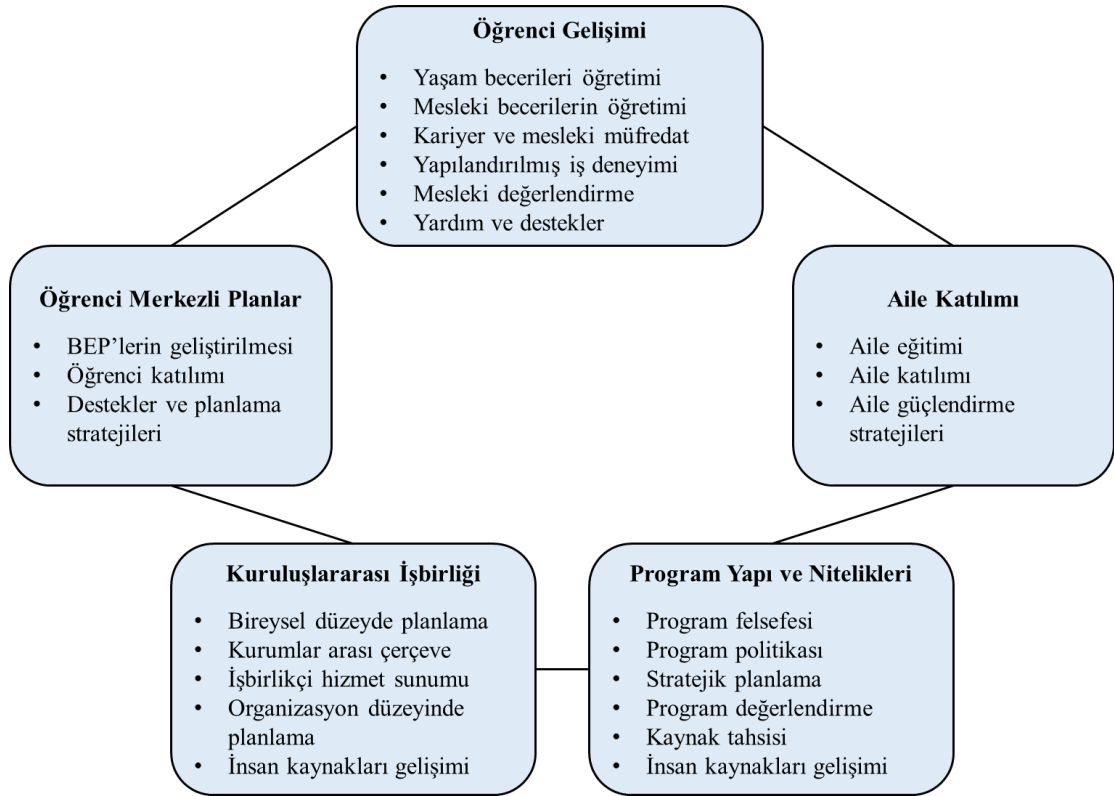 Öğrenci Gelişimi
• Yaşam becerileri öğretimi
• Mesleki becerilerin öğretimi
• Kariyer ve mesleki müfredat
• Yapılandırılmış iş deneyimi
• Mesleki değerlendirme
• Yardım ve destekler
Öğrenci Merkezli Planlar
• BEP’lerin geliştirilmesi
• Öğrenci katılımı
• Destekler ve planlama
stratejileri
Aile Katılımı
• Aile eğitimi
• Aile katılımı
• Aile güçlendirme
stratejileri
Kuruluşlararası İşbirliği
• Bireysel düzeyde planlama
• Kurumlar arası çerçeve
• İşbirlikçi hizmet sunumu
• Organizasyon düzeyinde
planlama
• İnsan kaynakları gelişimi
Program Yapı ve Nitelikleri
• Program felsefesi
• Program politikası
• Stratejik planlama
• Program değerlendirme
• Kaynak tahsisi
• İnsan kaynakları gelişimi